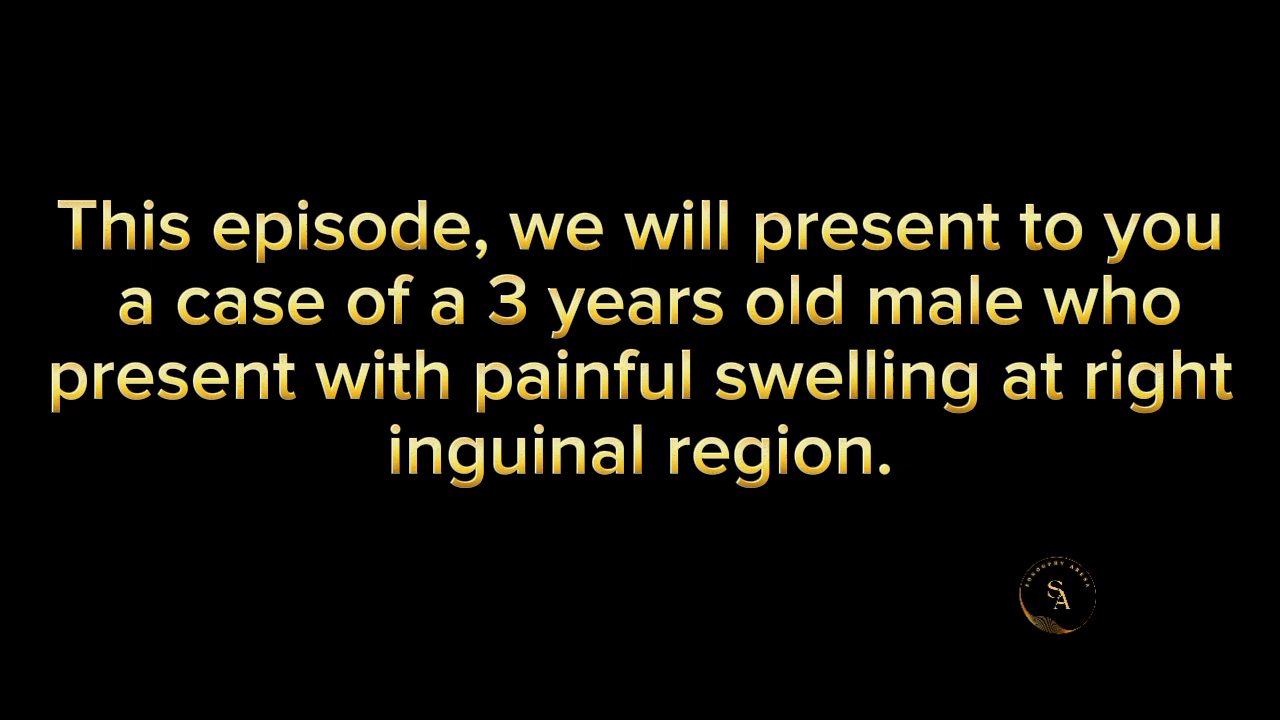 This episode, we will present to you
a case of a 3 years old male who
present with painful swelling at right
inguinal region.
SA